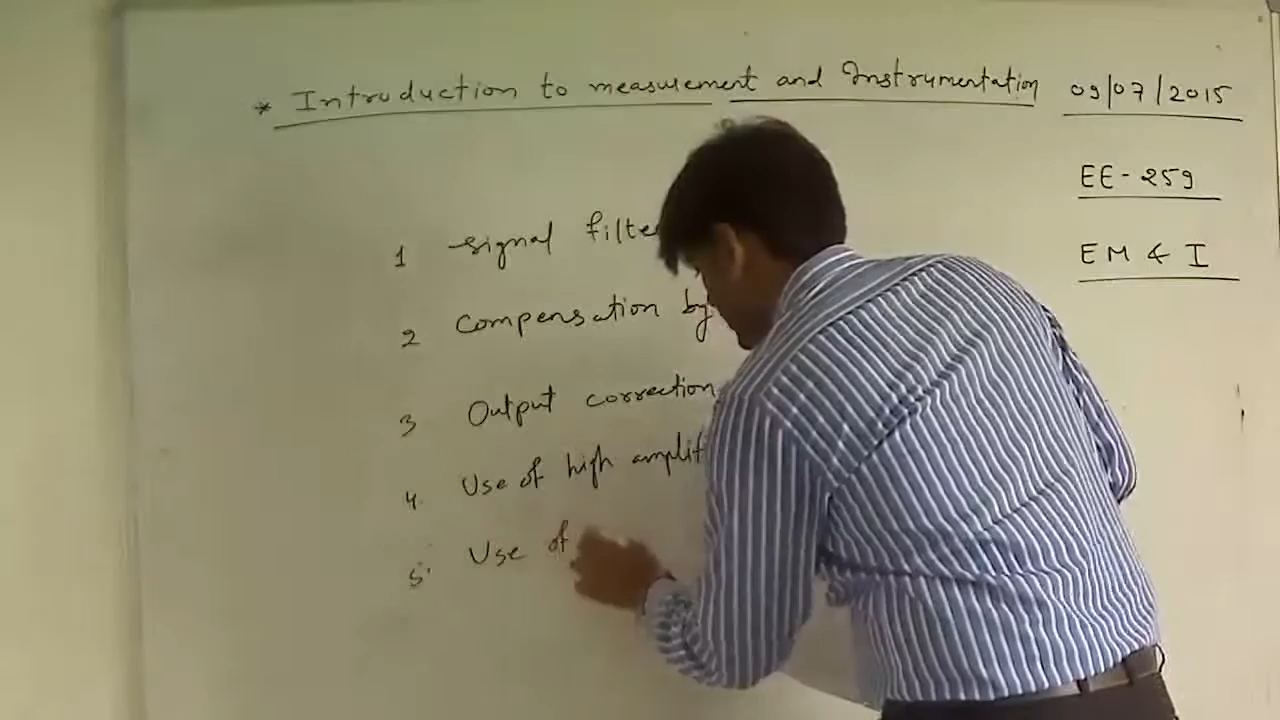 * Introduction to measurement and Instrumentation 09/07/2015
EE-259
EM & I
1 signal filte
2 Compensation by
3 Output correction
4. Use of high amplif
5. Use of